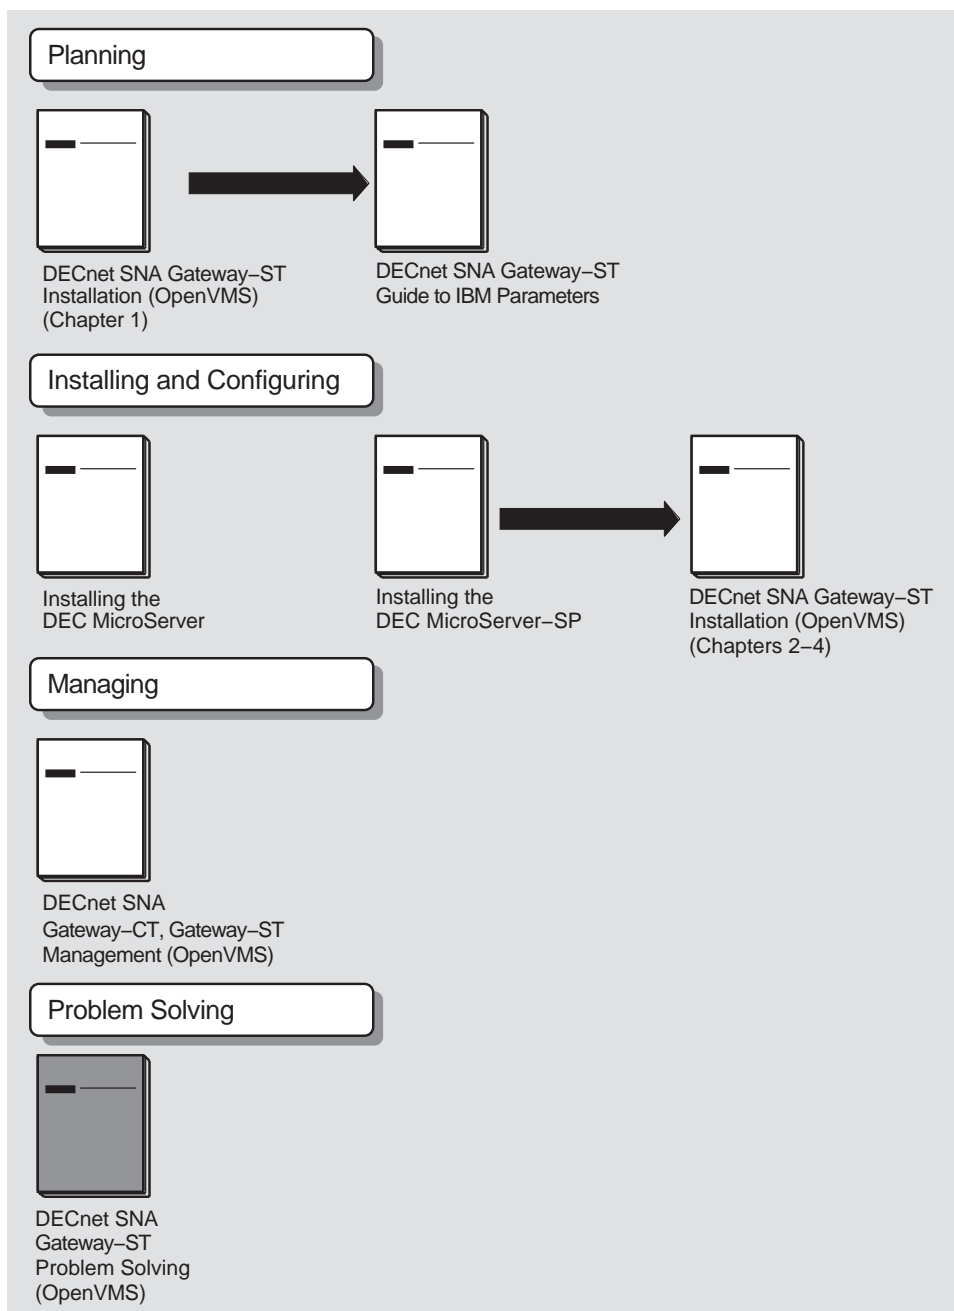 Planning
DECnet SNA Gateway−ST
Installation (OpenVMS)
(Chapter 1)
DECnet SNA Gateway−ST
Guide to IBM Parameters
Installing and Configuring
Installing the
DEC MicroServer
Installing the
DEC MicroServer−SP
DECnet SNA Gateway−ST
Installation (OpenVMS)
(Chapters 2−4)
Managing
DECnet SNA
Gateway−CT, Gateway−ST
Management (OpenVMS)
Problem Solving
DECnet SNA
Gateway−ST
Problem Solving
(OpenVMS)